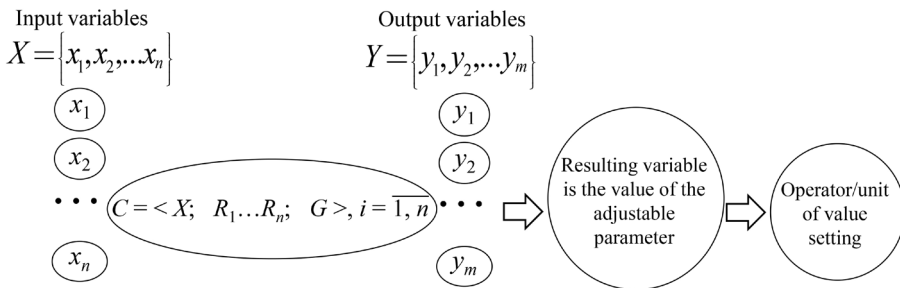 Input variables
X = {x₁, x₂, ... xₙ}
x₁
x₂
• • •
xₙ
C = < X; R₁…Rₙ; G >, i = \overline{1, n}
Output variables
Y = {y₁, y₂, ... yₘ}
y₁
y₂
• • •
yₘ
Resulting variable
is the value of the
adjustable
parameter
Operator/unit
of value
setting